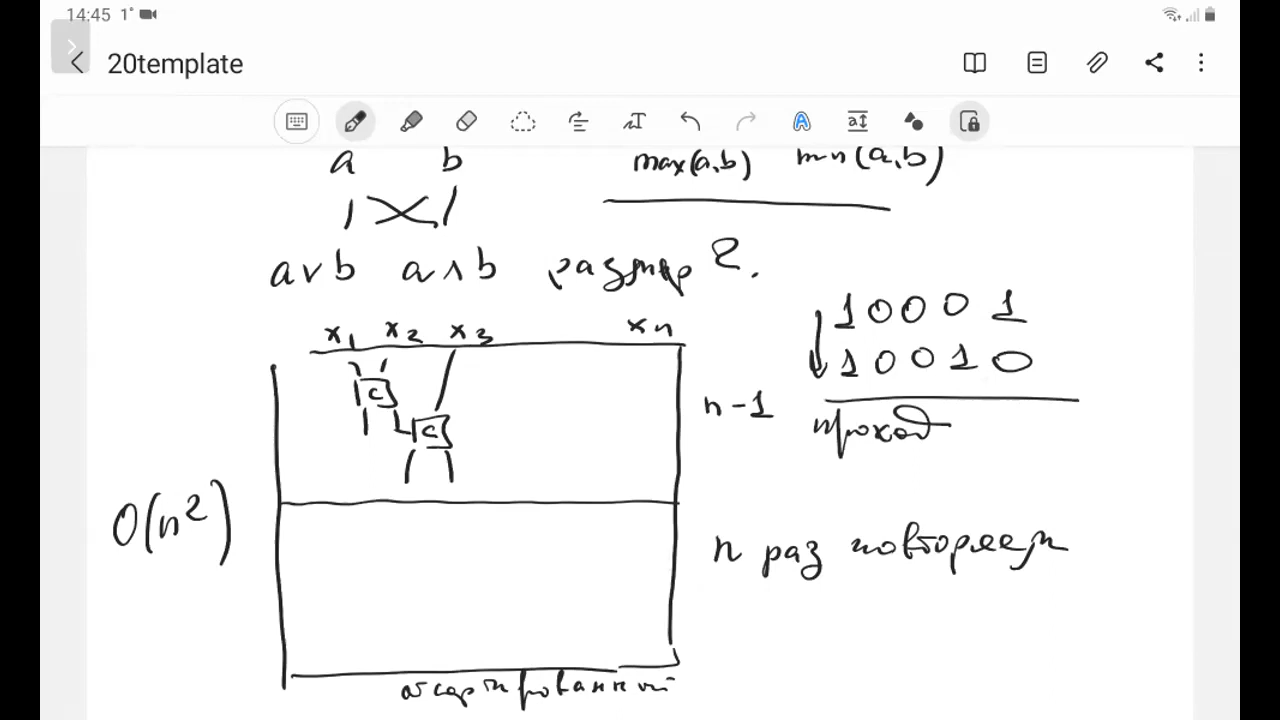 14:45 1°
20template
a b max(a,b) min(a,b)
a∨b a∧b размер 2.
1 0 0 0 1
x1 x2 x3 xn
1 0 0 1 0
C
n-1
проход
C
O(n²)
n раз повторяем
отсортированный